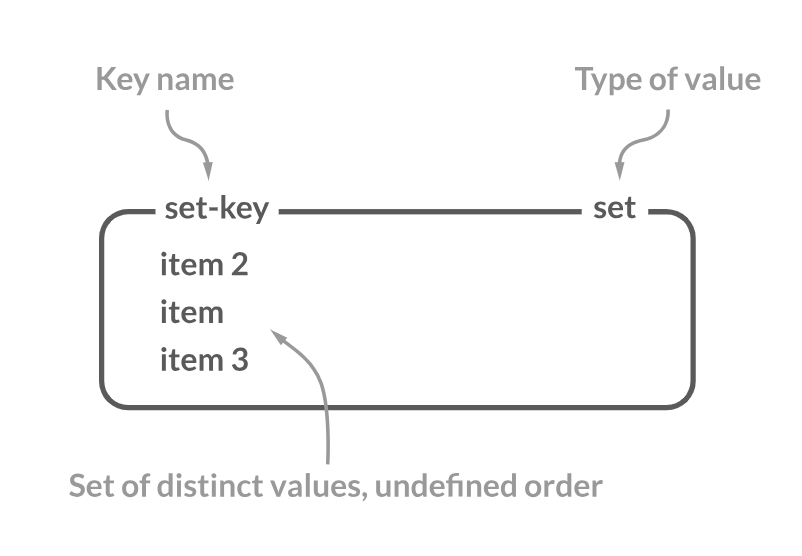 Key name
Type of value
set-key
set
item 2
item
item 3
Set of distinct values, undefined order